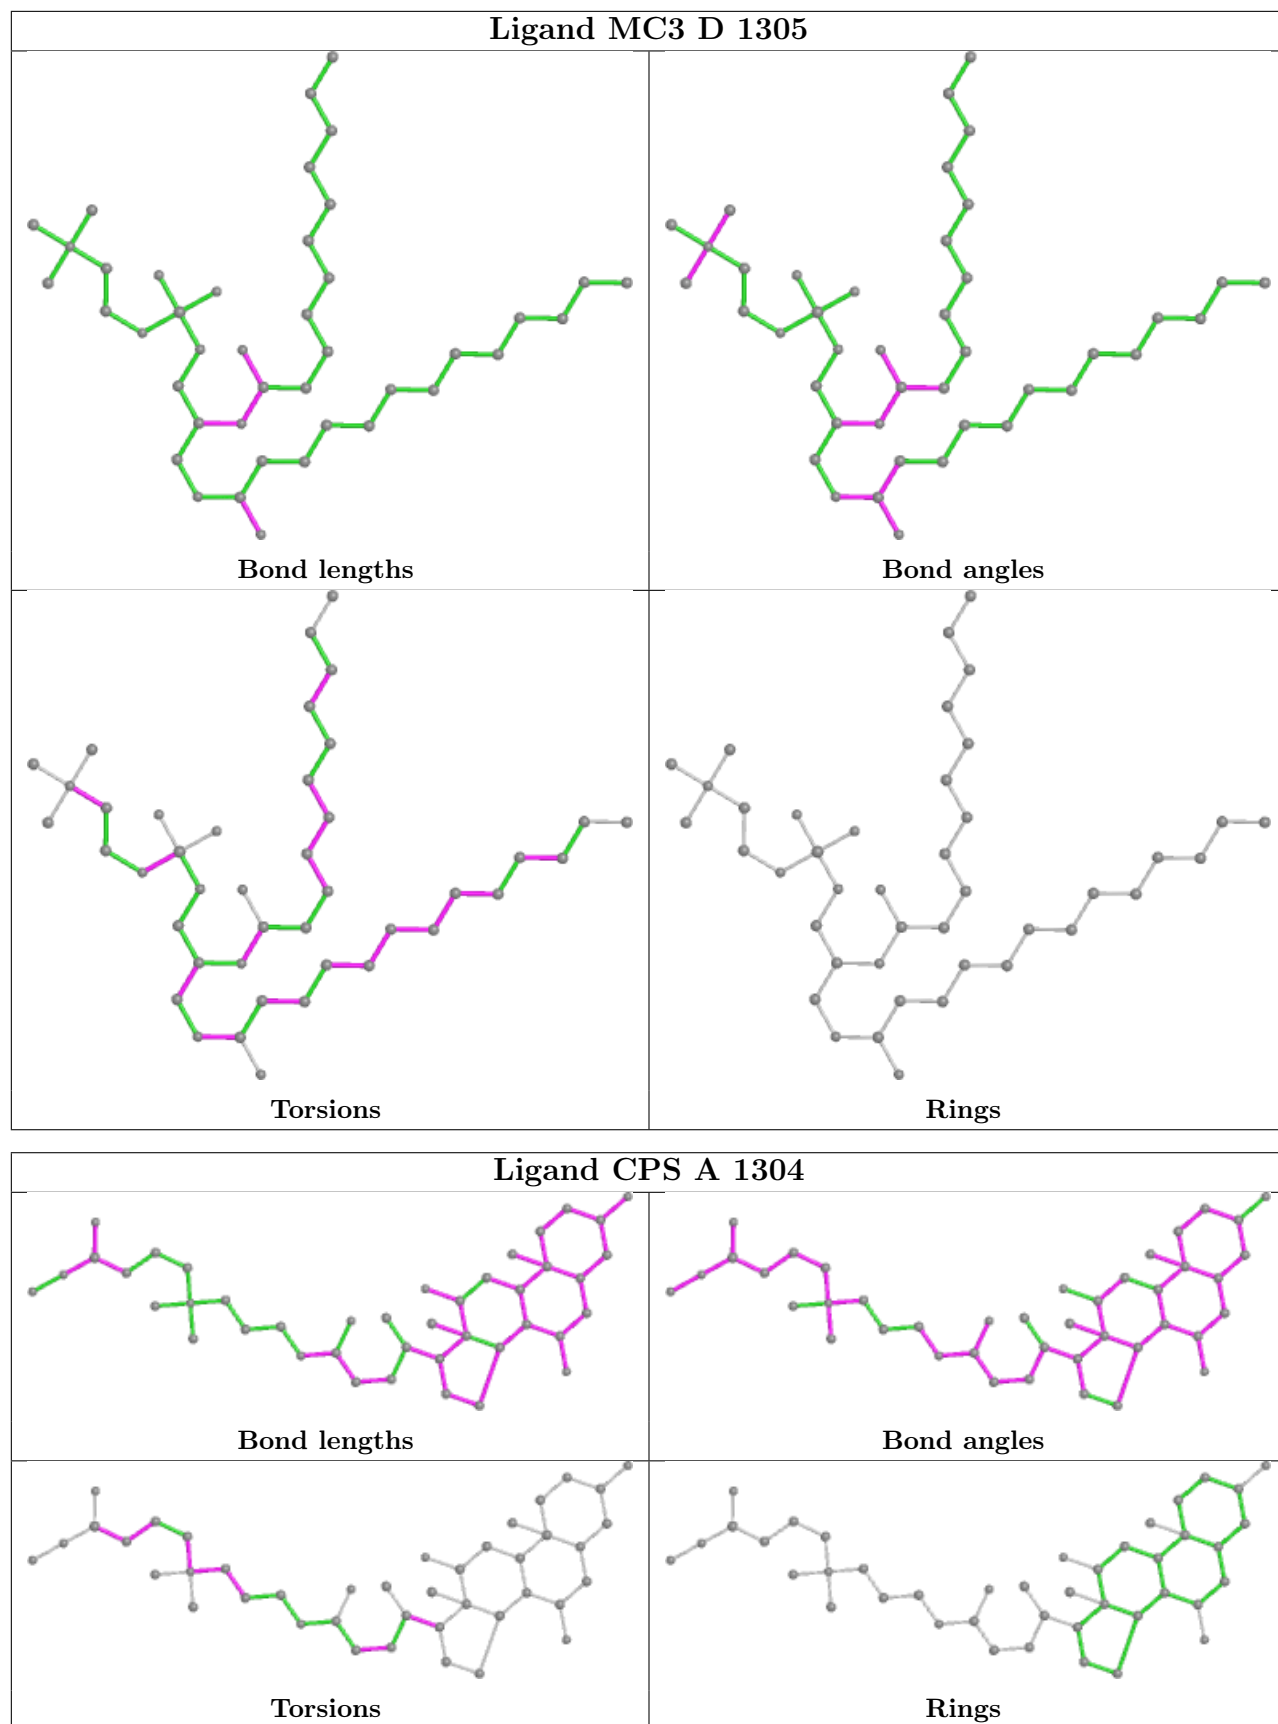 Ligand MC3 D 1305
Bond lengths
Bond angles
Torsions
Rings
Ligand CPS A 1304
Bond lengths
Bond angles
Torsions
Rings